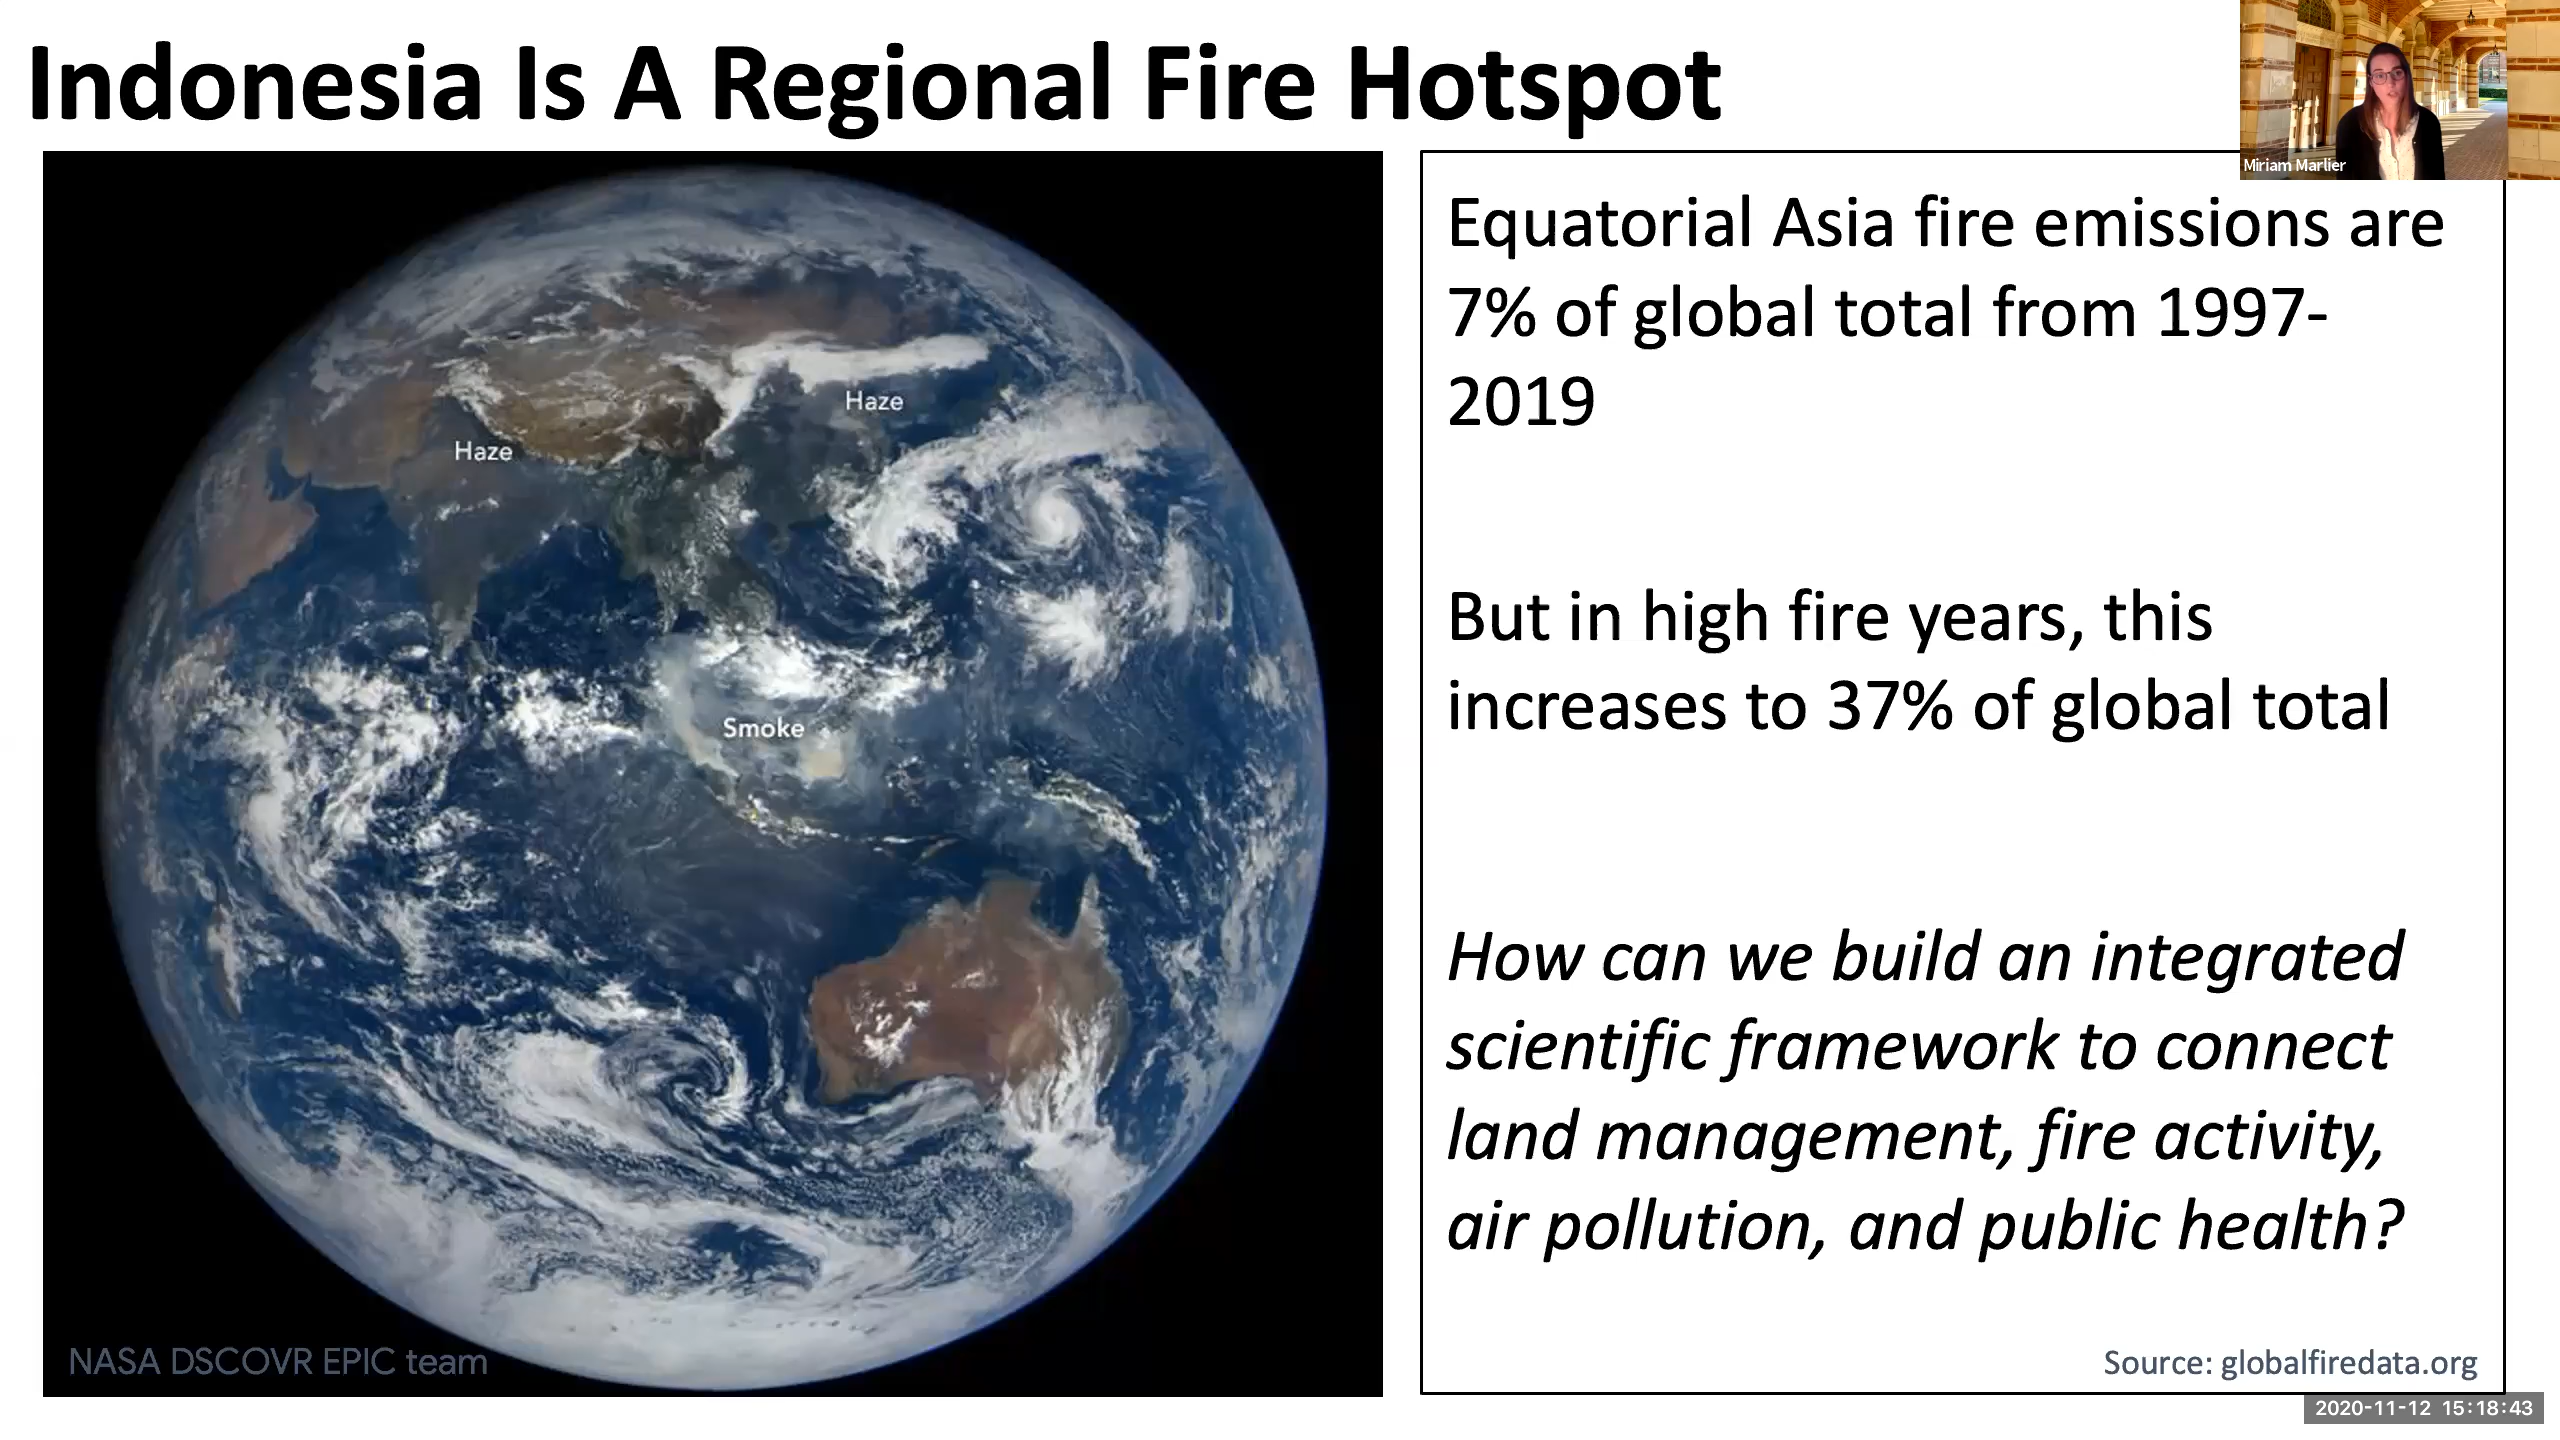 Indonesia Is A Regional Fire Hotspot
Miriam Marlier
Haze
Haze
Smoke
NASA DSCOVR EPIC team
Equatorial Asia fire emissions are
7% of global total from 1997-
2019
But in high fire years, this
increases to 37% of global total
How can we build an integrated
scientific framework to connect
land management, fire activity,
air pollution, and public health?
Source: globalfiredata.org
2020-11-12 15:18:43